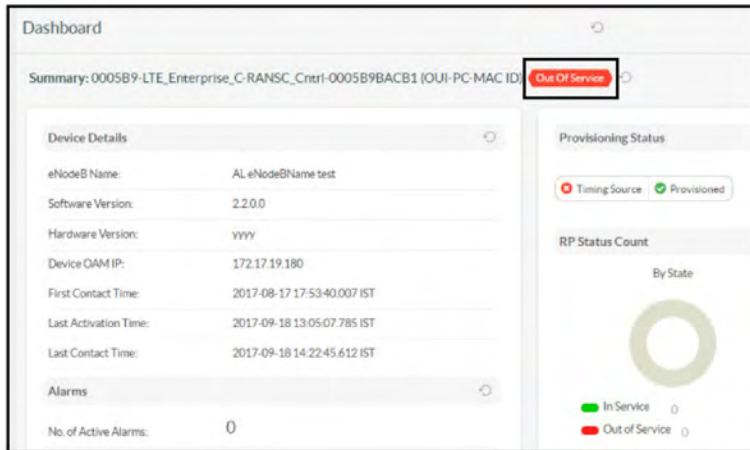 Dashboard
Summary: 0005B9-LTE_Enterprise_C-RANSC_Cntrl-0005B9BACB1 (OUI-PC-MAC ID) Out Of Service
Device Details
eNodeB Name: ALeNodeBName test
Software Version: 2.2.0.0
Hardware Version: yyyy
Device OAM IP: 172.17.19.180
First Contact Time: 2017-08-17 17:53:40.007 IST
Last Activation Time: 2017-09-18 13:05:07.785 IST
Last Contact Time: 2017-09-18 14:22:45.612 IST
Alarms
No. of Active Alarms: 0
Provisioning Status
Timing Source Provisioned
RP Status Count
By State
In Service 0
Out of Service 0